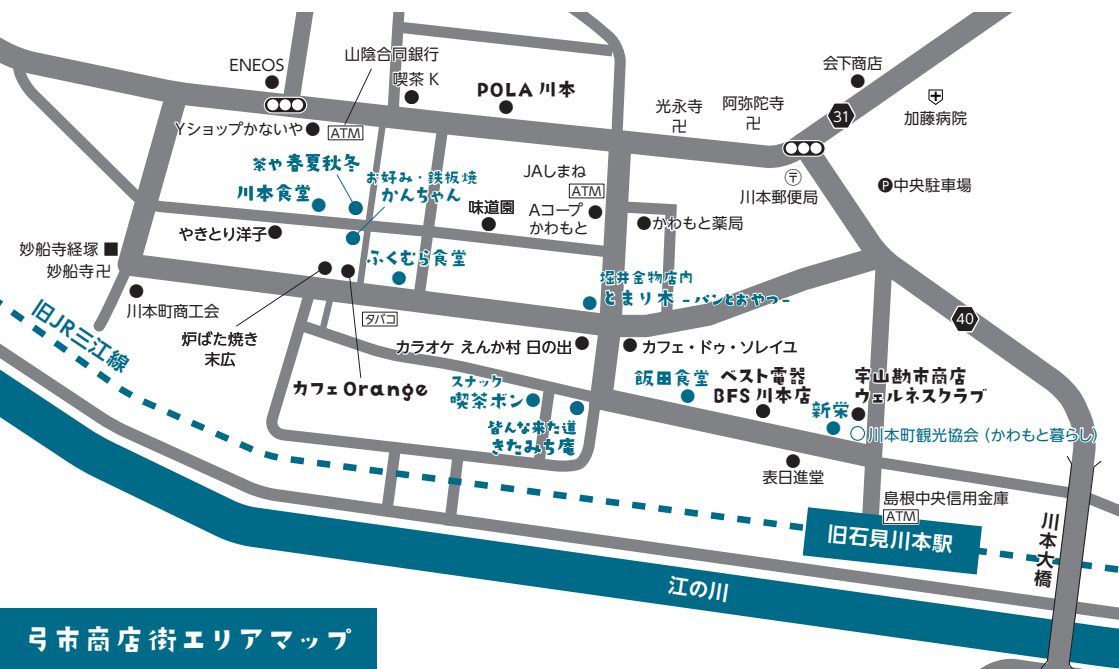 ENEOS
山陰合同銀行
喫茶 K
POLA 川本
会下商店
31
加藤病院
光永寺
卍
阿弥陀寺
卍
Yショップかないや
ATM
茶や 春夏秋冬
川本食堂
お好み・鉄板焼
かんちゃん
JAしまね
ATM
Aコープ
かわもと
味道園
〒
川本郵便局
P中央駐車場
かわもと薬局
やきとり洋子
妙船寺経塚
妙船寺卍
ふくむら食堂
堀井金物店内
とまり木 -パンとおやつ-
川本町商工会
旧JR三江線
タバコ
40
炉ばた焼き
末広
カラオケ えんか村 日の出
カフェ・ドゥ・ソレイユ
カフェ Orange
スナック
喫茶ボン
飯田食堂
ベスト電器
BFS 川本店
宇山勘市商店
ウェルネスクラブ
新栄
皆んな来た道
きたみち庵
川本町観光協会 (かわもと暮らし)
表日進堂
島根中央信用金庫
ATM
旧石見川本駅
川本大橋
江の川
弓市商店街エリアマップ